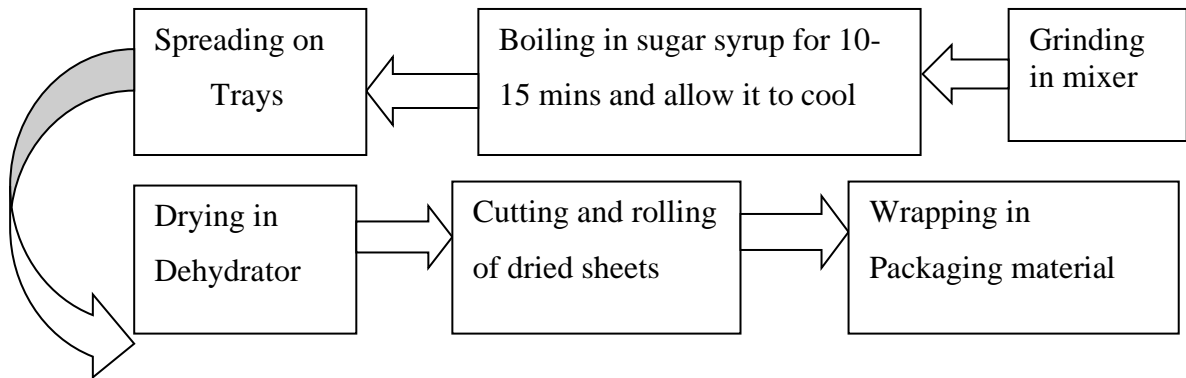 Spreading on
Trays
Boiling in sugar syrup for 10-
15 mins and allow it to cool
Grinding
in mixer
Drying in
Dehydrator
Cutting and rolling
of dried sheets
Wrapping in
Packaging material